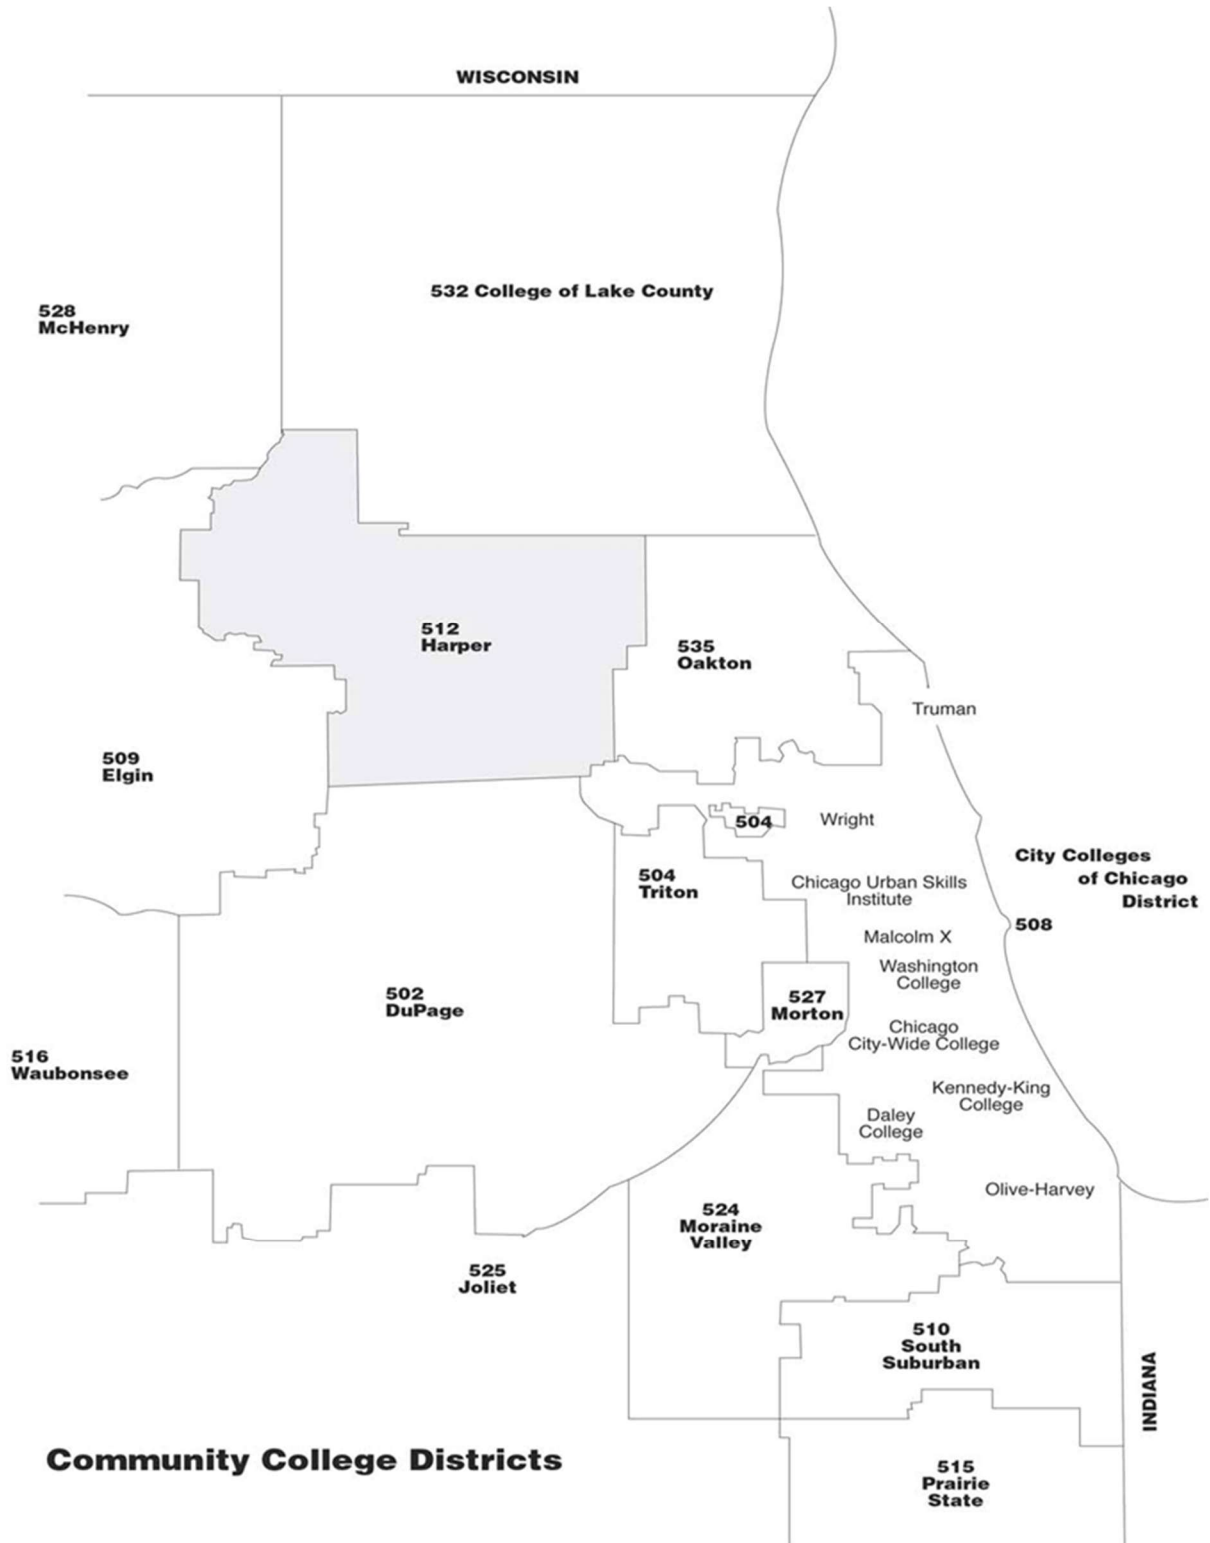 WISCONSIN
532 College of Lake County
528
McHenry
512
Harper
535
Oakton
Truman
509
Elgin
504
Wright
City Colleges
of Chicago
District
508
504
Triton
Chicago Urban Skills
Institute
Malcolm X
Washington
College
502
DuPage
527
Morton
Chicago
City-Wide College
516
Waubonsee
Kennedy-King
College
Daley
College
Olive-Harvey
524
Moraine
Valley
525
Joliet
510
South
Suburban
INDIANA
Community College Districts
515
Prairie
State